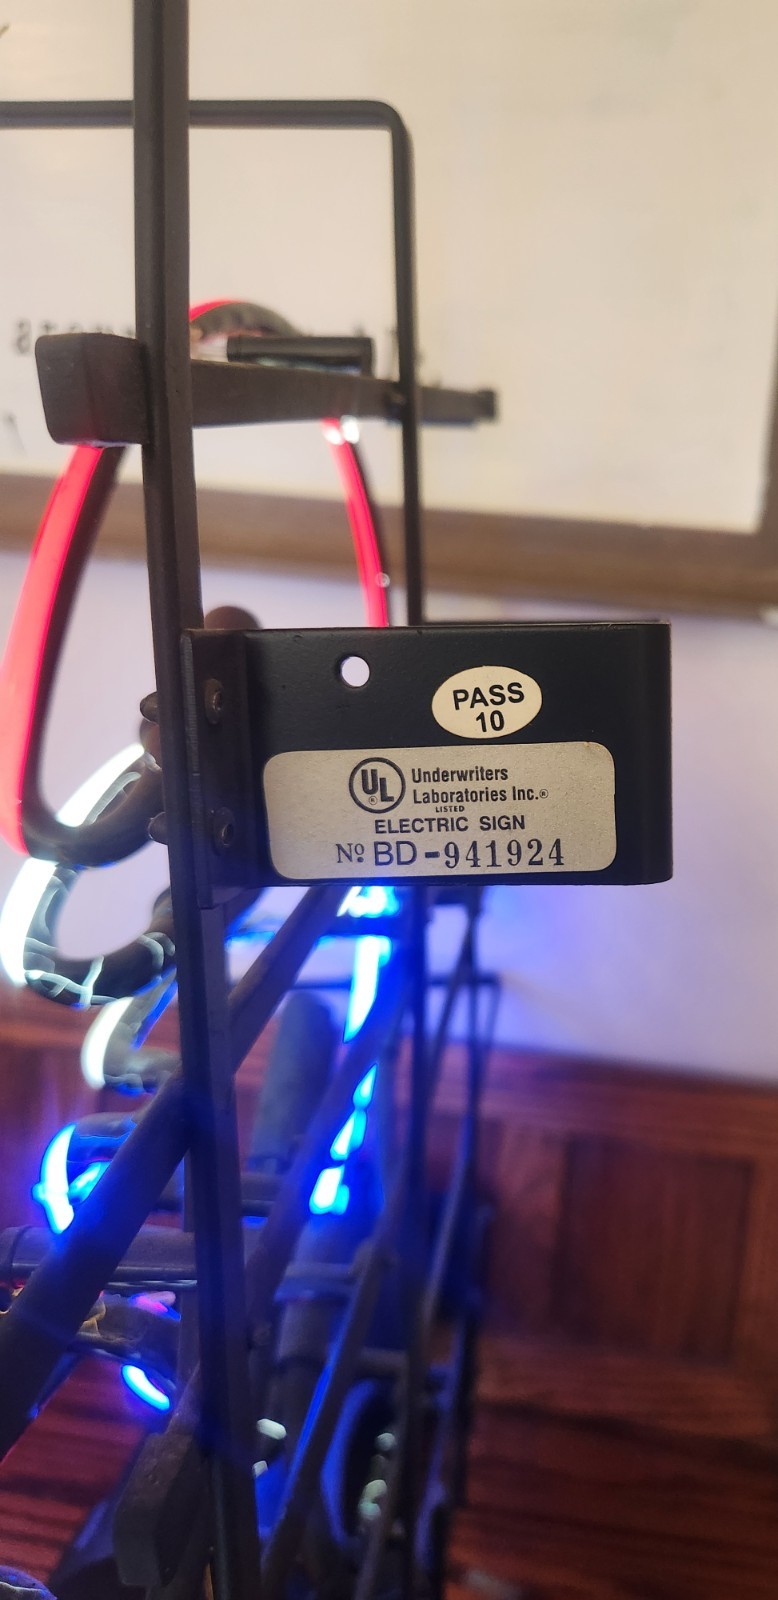 PASS
10
UL
®
Underwriters
Laboratories Inc.®
LISTED
ELECTRIC SIGN
Nº BD-941924